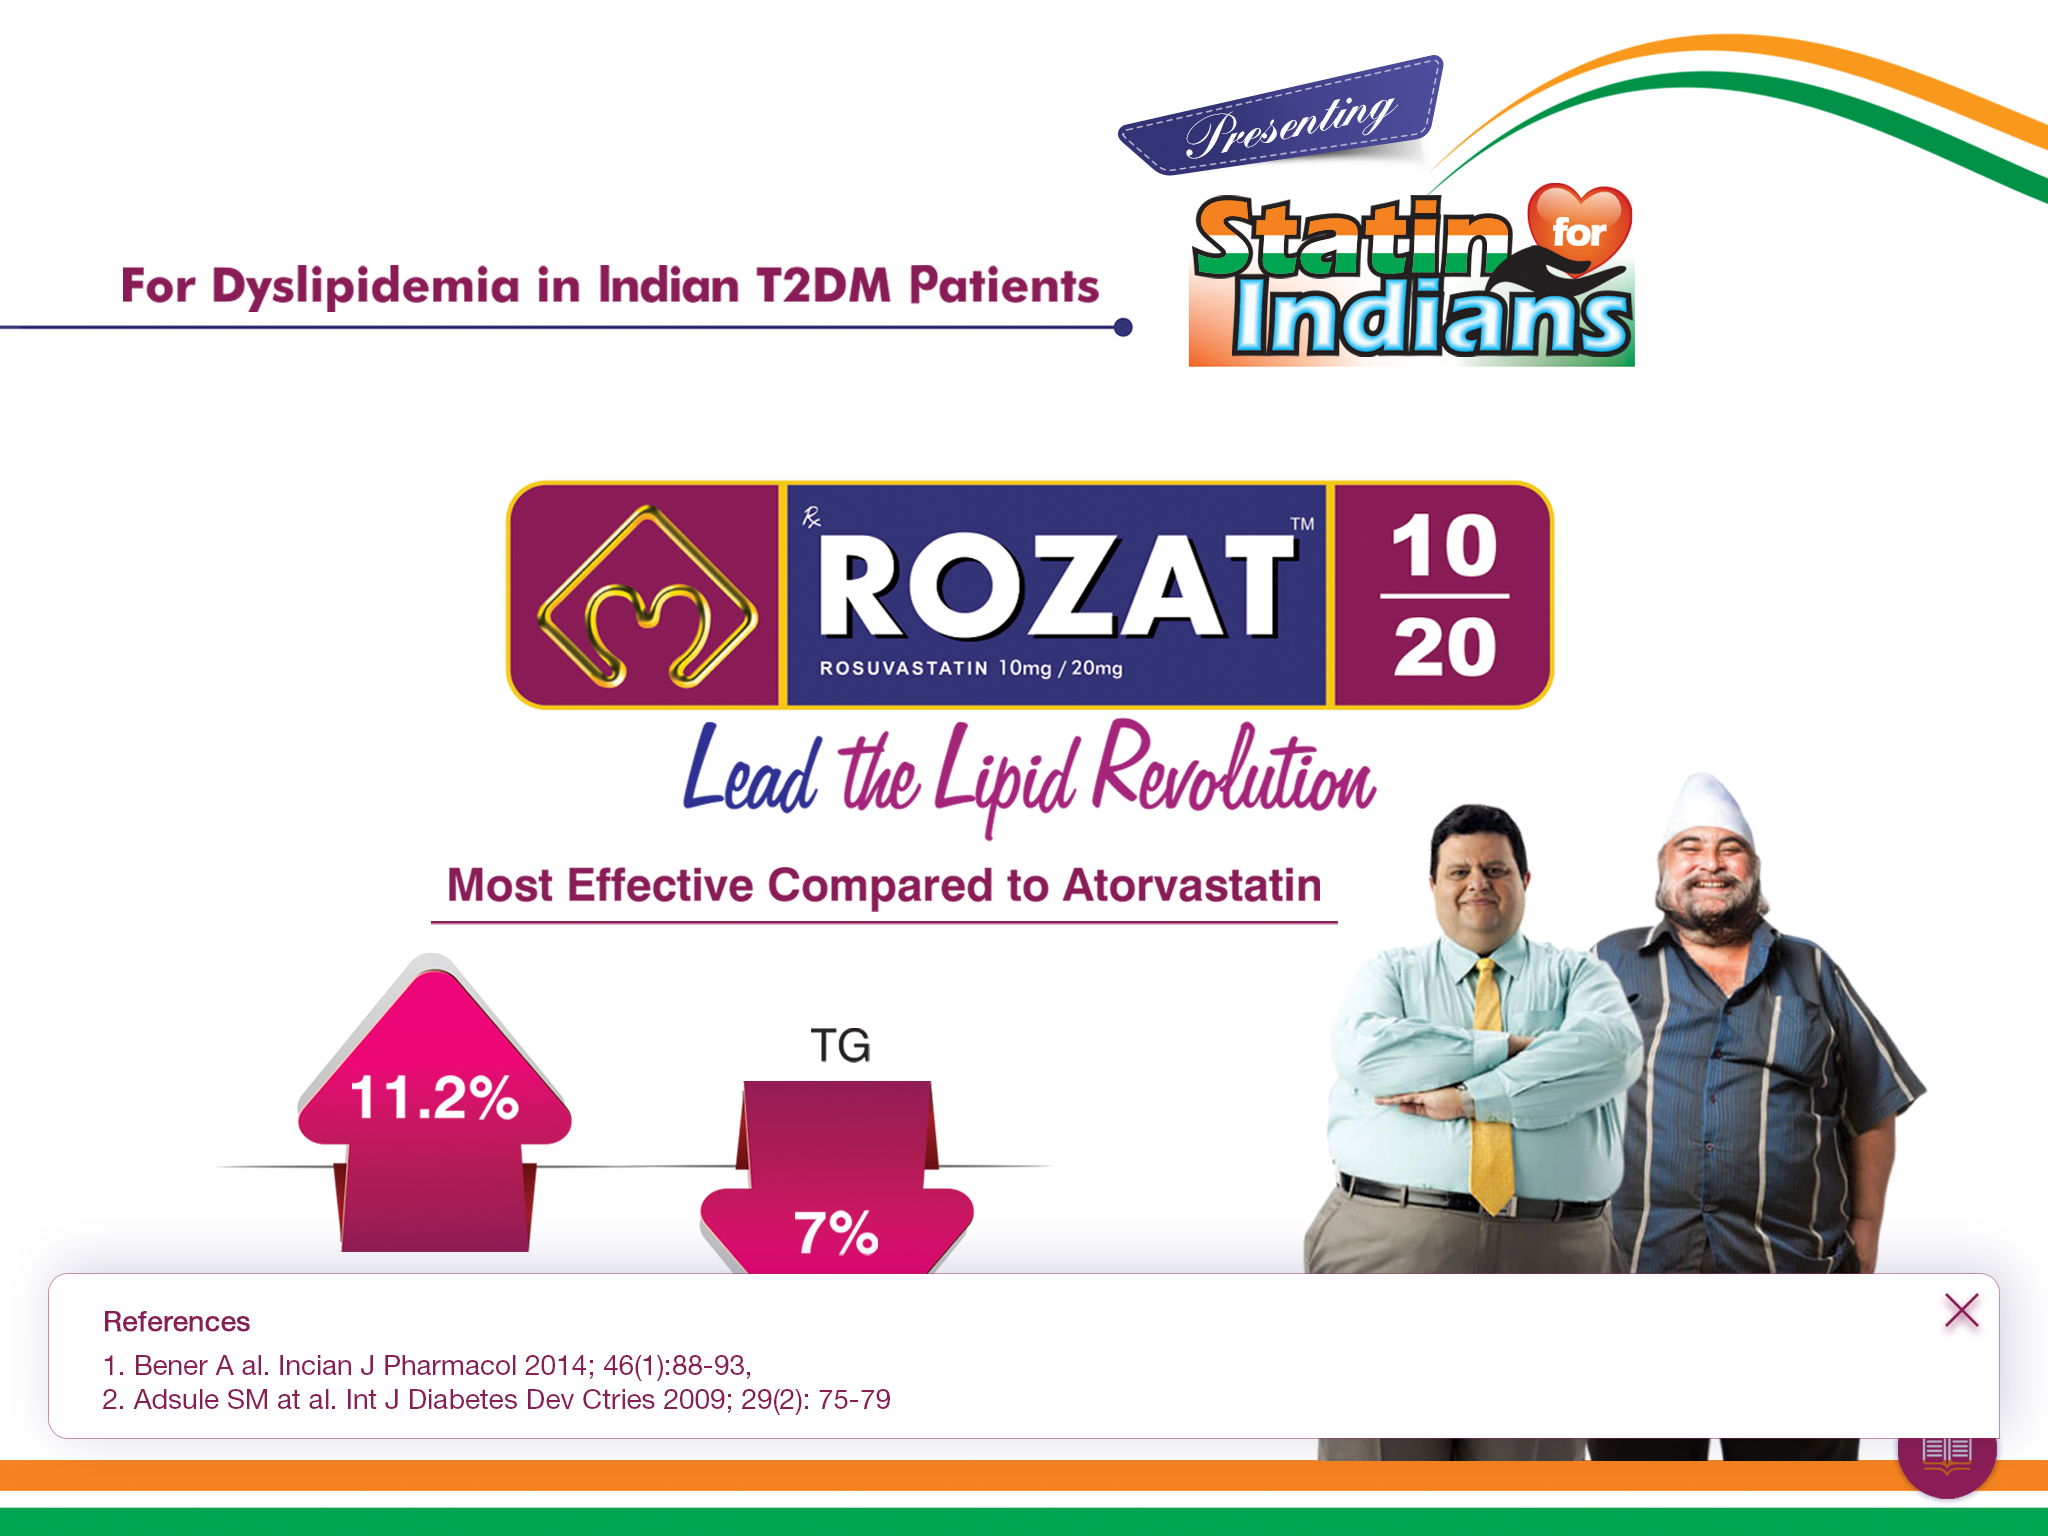 Presenting
Statin for
Indians
For Dyslipidemia in Indian T2DM Patients
Rx ROZAT™
ROSUVASTATIN 10mg / 20mg
10
20
Lead the Lipid Revolution
Most Effective Compared to Atorvastatin
11.2%
TG
7%
References
1. Bener A al. Incian J Pharmacol 2014; 46(1):88-93,
2. Adsule SM at al. Int J Diabetes Dev Ctries 2009; 29(2): 75-79